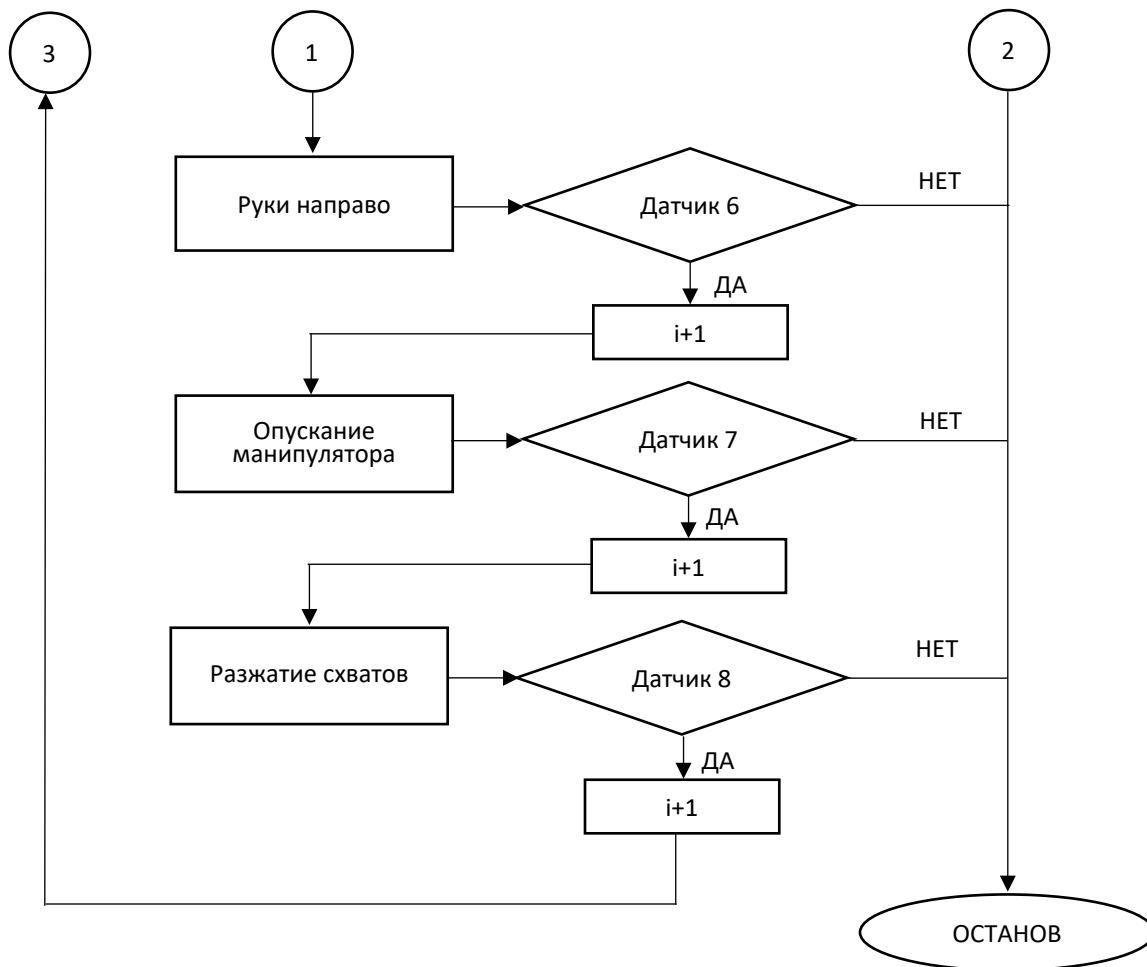 3
1
2
Руки направо
Датчик 6
НЕТ
ДА
i+1
Опускание
манипулятора
Датчик 7
НЕТ
ДА
i+1
Разжатие схватов
Датчик 8
НЕТ
ДА
i+1
ОСТАНОВ